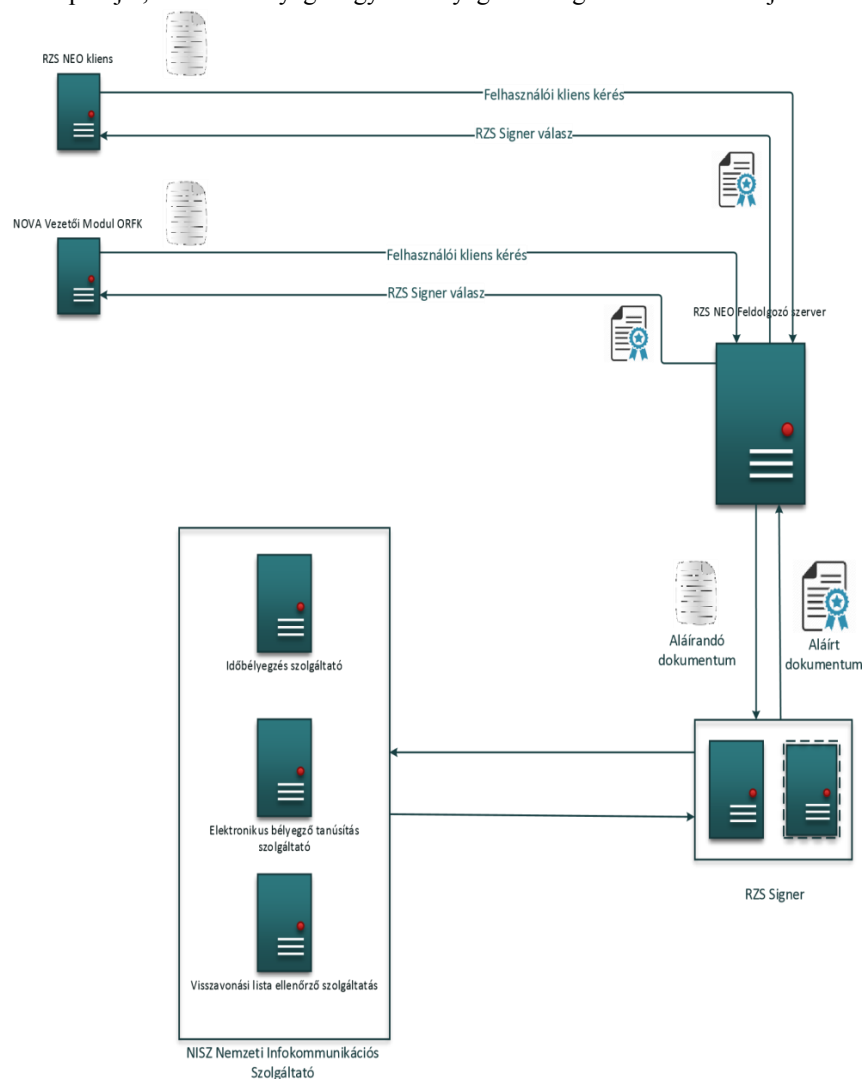 RZS NEO kliens
Felhasználói kliens kérés
RZS Signer válasz
NOVA Vezetői Modul ORFK
Felhasználói kliens kérés
RZS Signer válasz
RZS NEO Feldolgozó szerver
Aláírandó
dokumentum
Aláírt
dokumentum
Időbélyegzés szolgáltató
Elektronikus bélyegző tanúsítás
szolgáltató
Visszavonási lista ellenőrző szolgáltatás
RZS Signer
NISZ Nemzeti Infokommunikációs
Szolgáltató